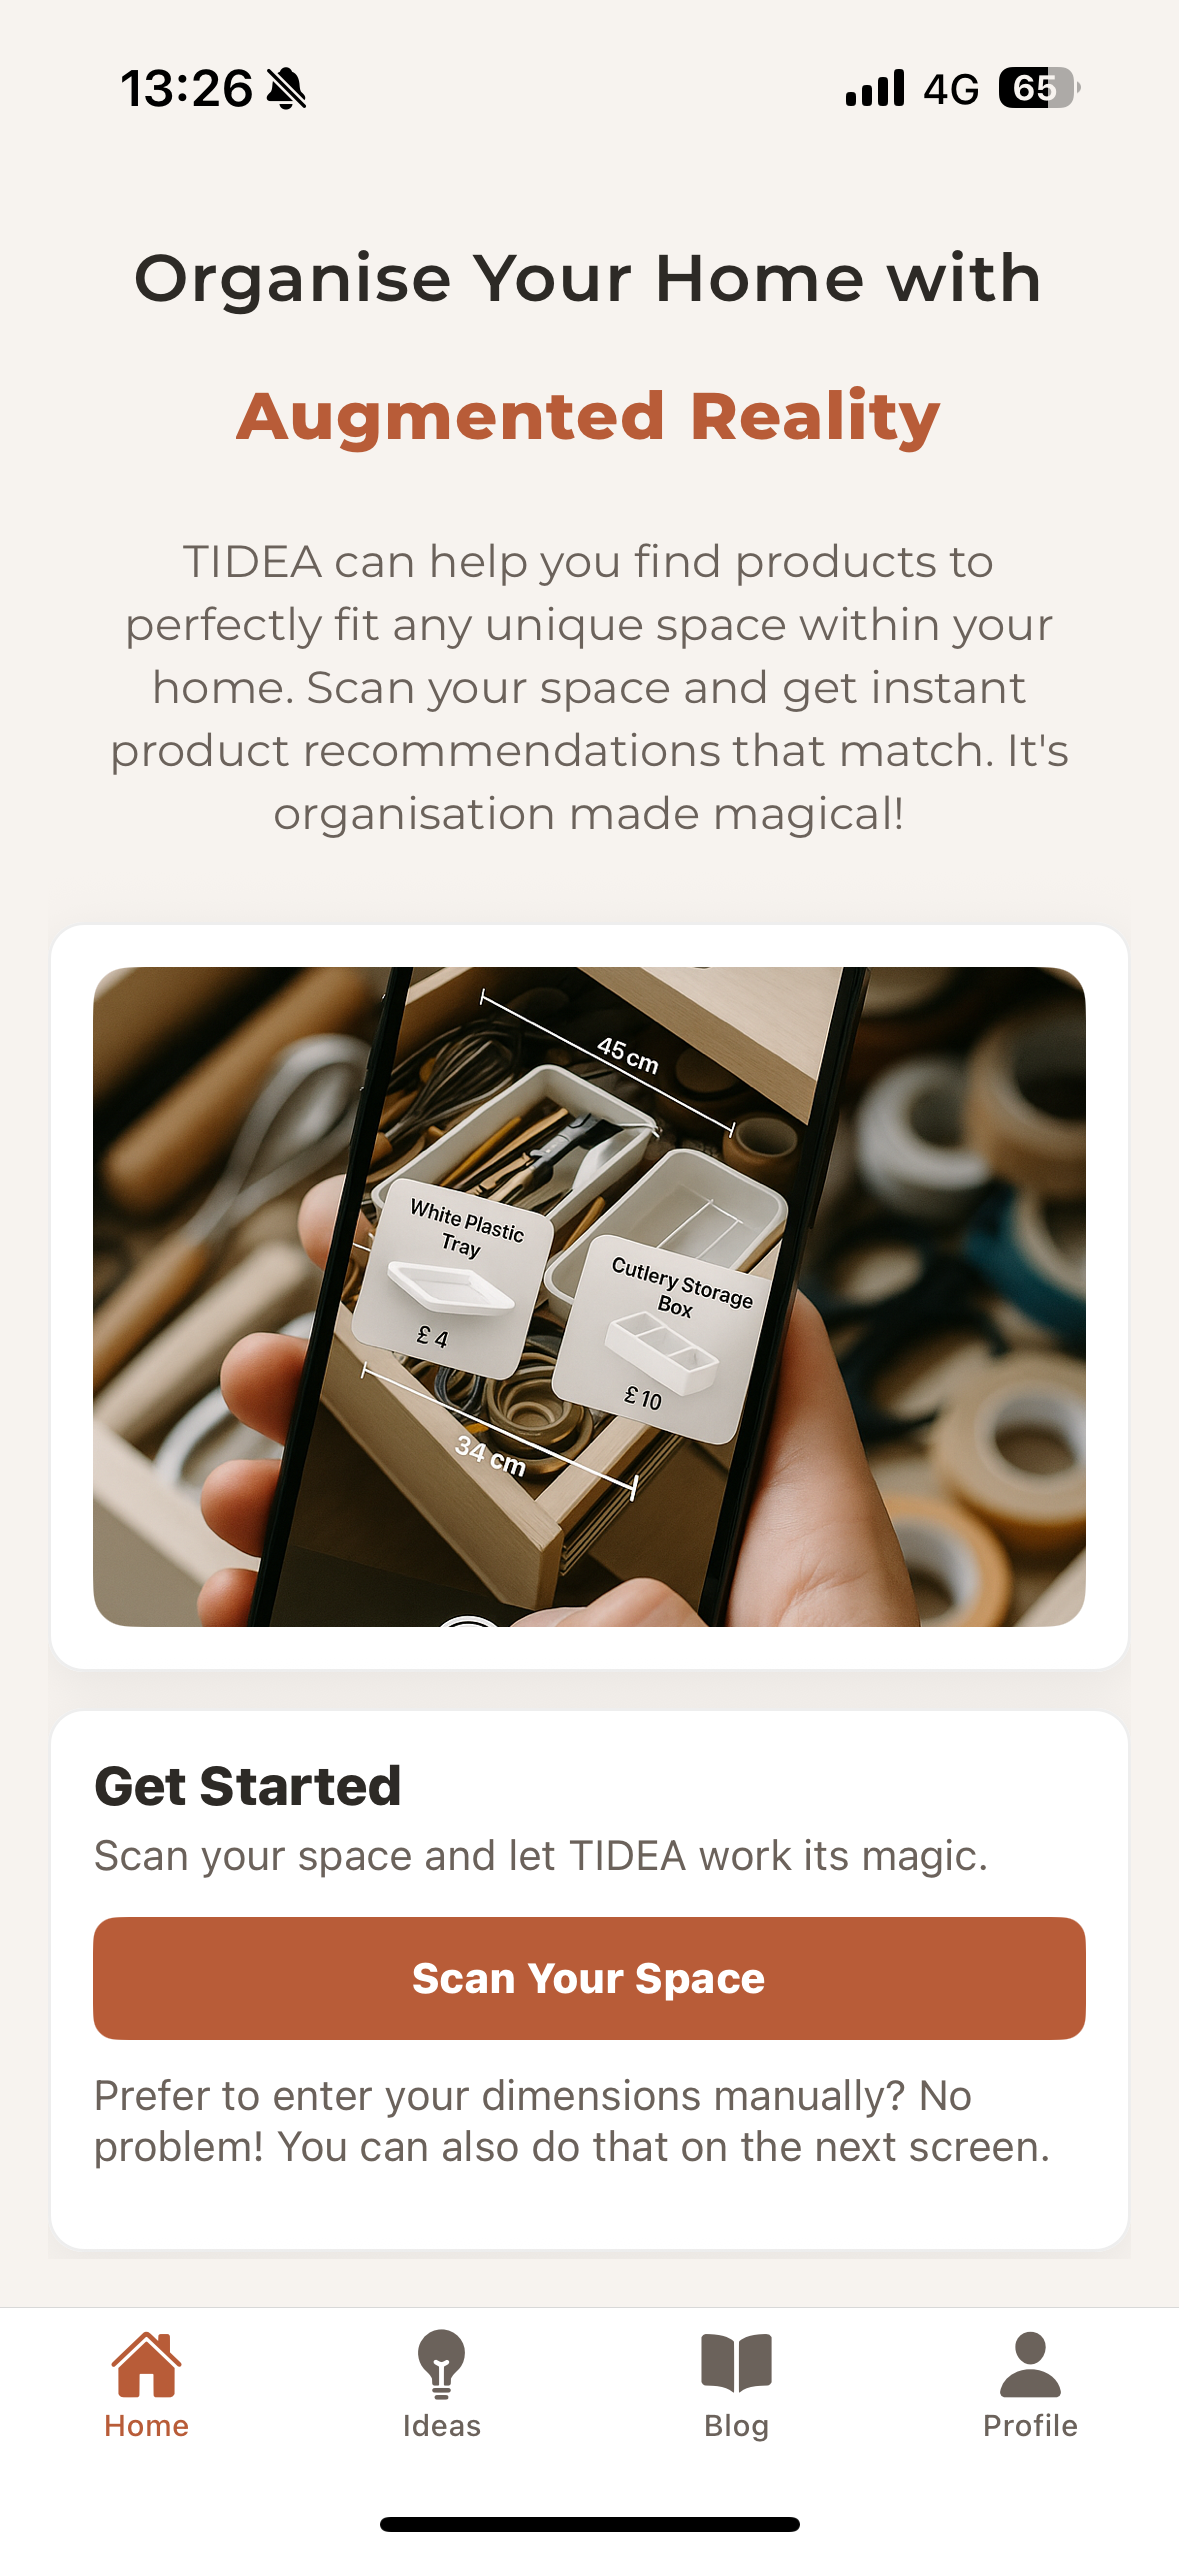 13:26
4G
65
Organise Your Home with
Augmented Reality
TIDEA can help you find products to
perfectly fit any unique space within your
home. Scan your space and get instant
product recommendations that match. It's
organisation made magical!
45 cm
White Plastic
Tray
£ 4
Cutlery Storage
Box
£ 10
34 cm
Get Started
Scan your space and let TIDEA work its magic.
Scan Your Space
Prefer to enter your dimensions manually? No
problem! You can also do that on the next screen.
Home
Ideas
Blog
Profile